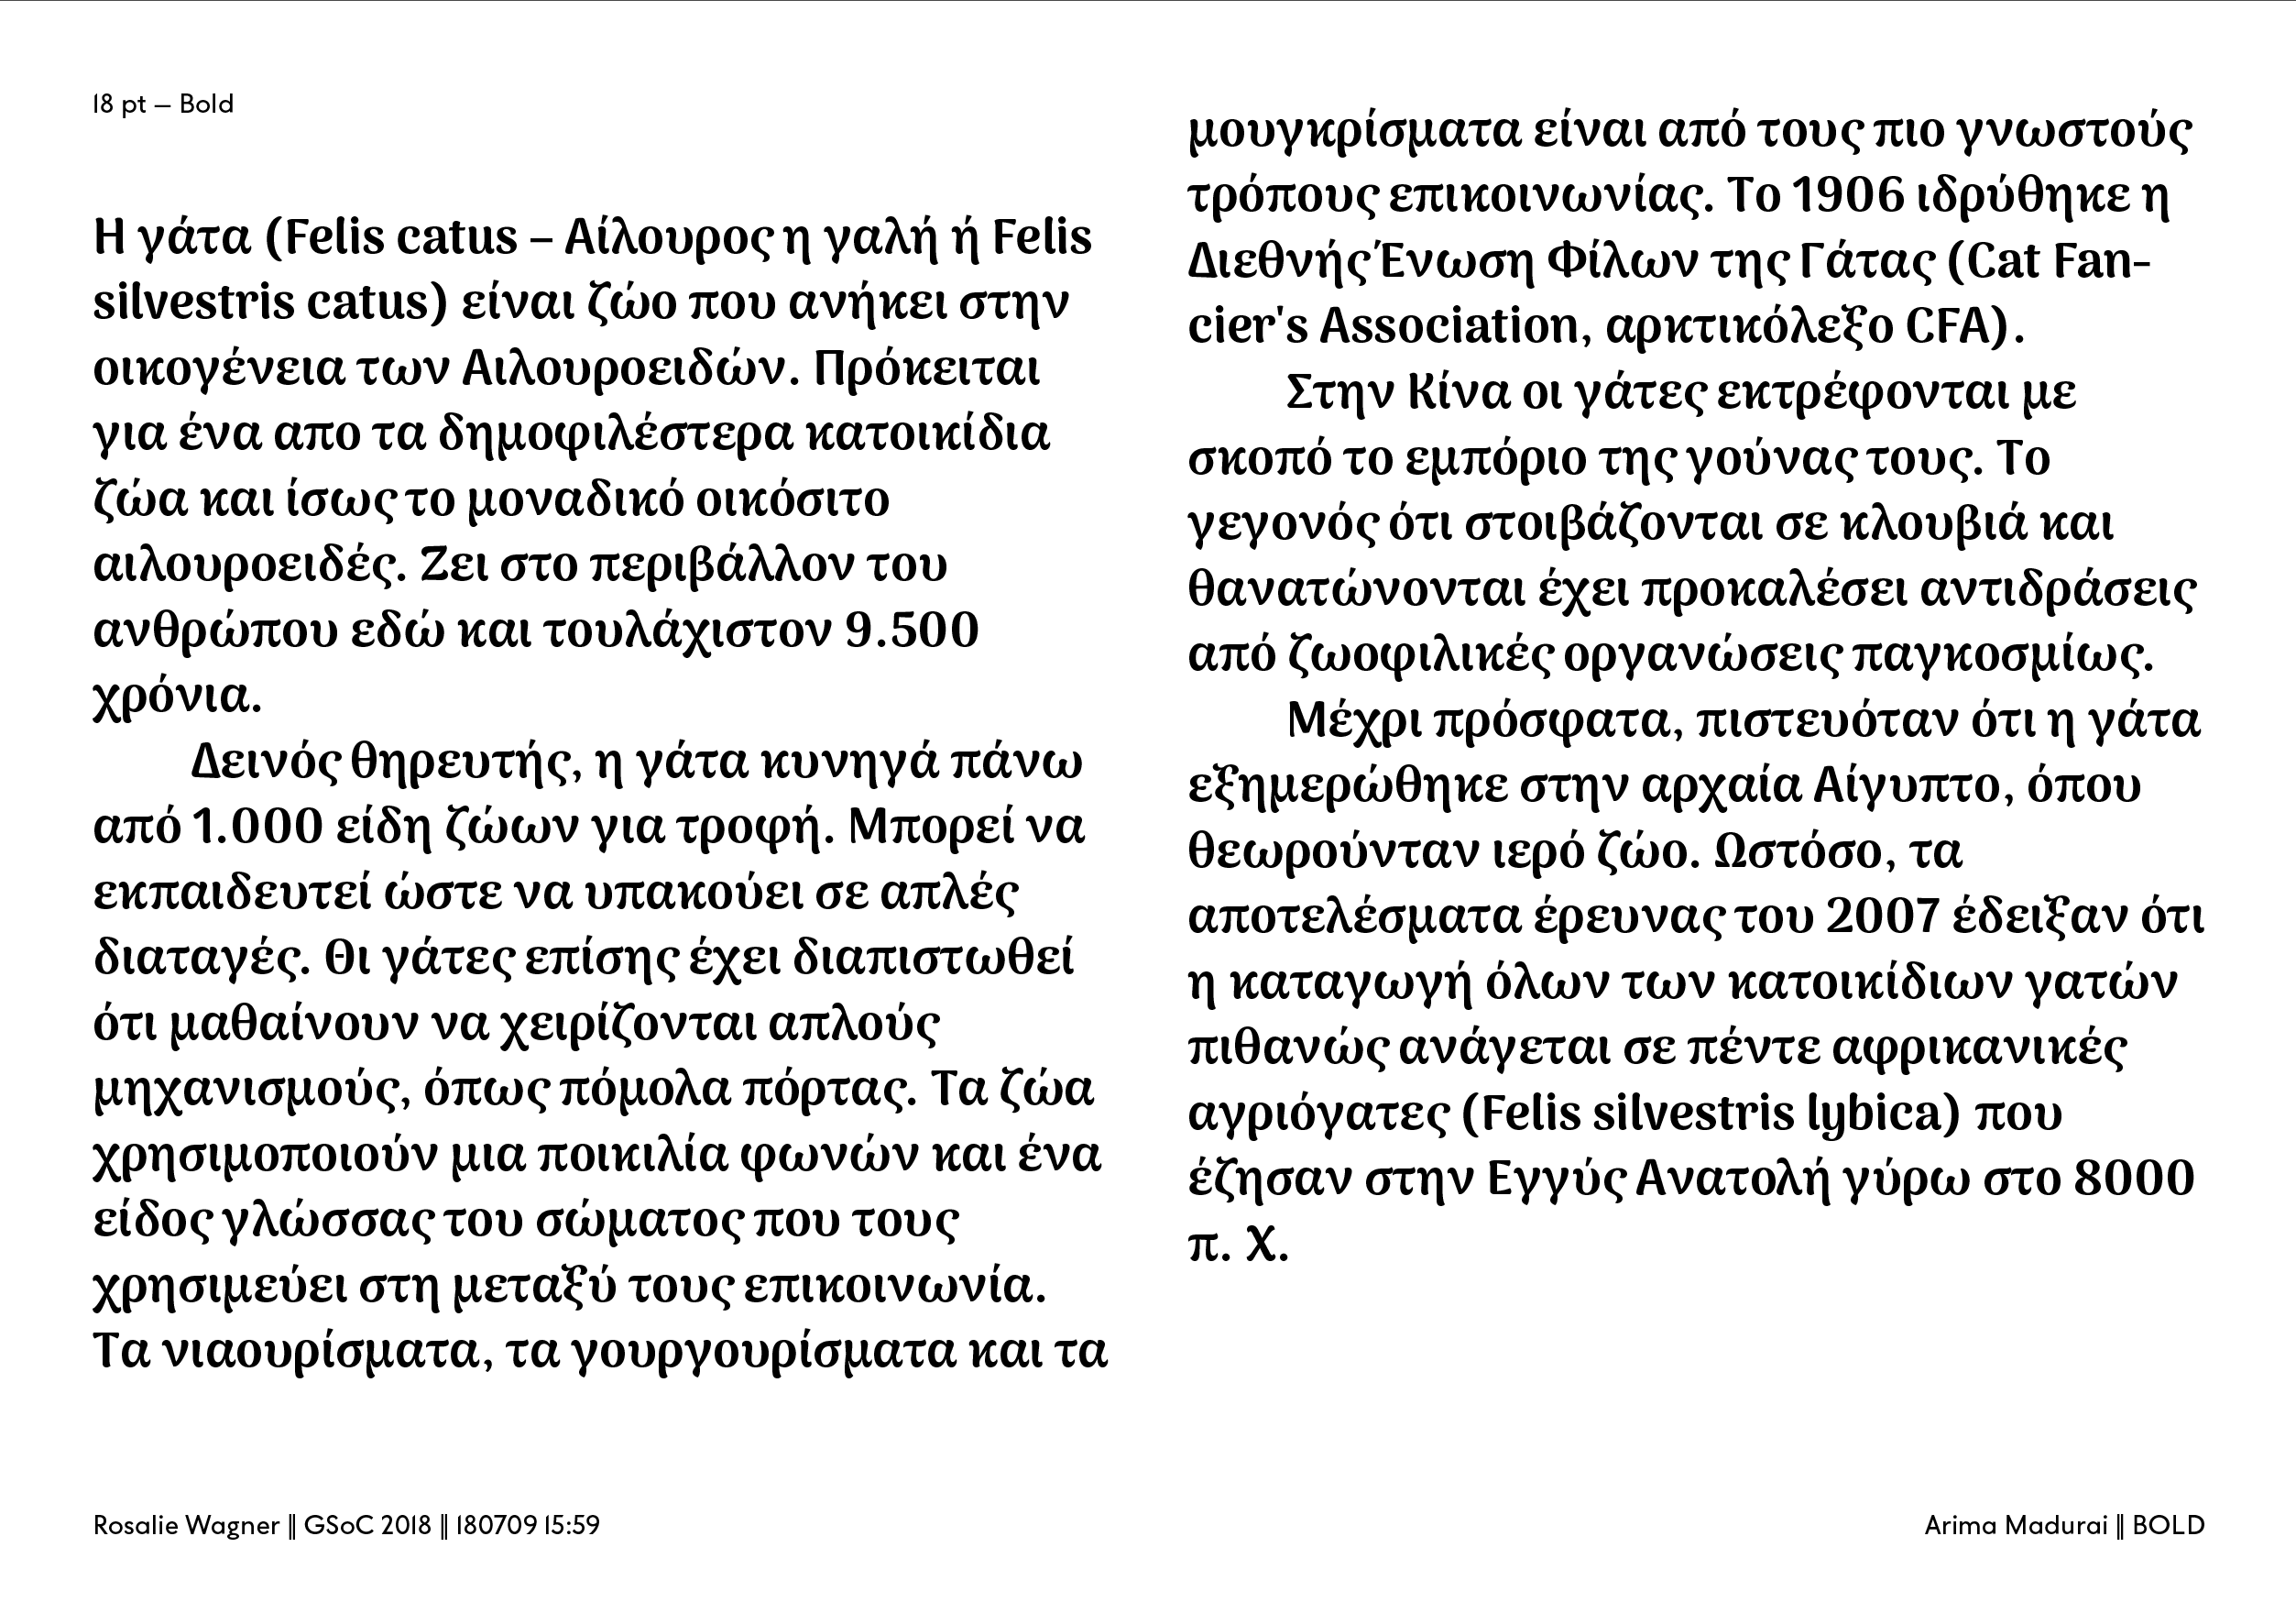 18 pt — Bold
Η γάτα (Felis catus – Αίλουρος η γαλή ή Felis
silvestris catus) είναι ζώο που ανήκει στην
οικογένεια των Αιλουροειδών. Πρόκειται
για ένα απο τα δημοφιλέστερα κατοικίδια
ζώα και ίσως το μοναδικό οικόσιτο
αιλουροειδές. Ζει στο περιβάλλον του
ανθρώπου εδώ και τουλάχιστον 9.500
χρόνια.
Δεινός θηρευτής, η γάτα κυνηγά πάνω
από 1.000 είδη ζώων για τροφή. Μπορεί να
εκπαιδευτεί ώστε να υπακούει σε απλές
διαταγές. Θι γάτες επίσης έχει διαπιστωθεί
ότι μαθαίνουν να χειρίζονται απλούς
μηχανισμούς, όπως πόμολα πόρτας. Τα ζώα
χρησιμοποιούν μια ποικιλία φωνών και ένα
είδος γλώσσας του σώματος που τους
χρησιμεύει στη μεταξύ τους επικοινωνία.
Τα νιαουρίσματα, τα γουργουρίσματα και τα
μουγκρίσματα είναι από τους πιο γνωστούς
τρόπους επικοινωνίας. Το 1906 ιδρύθηκε η
Διεθνής Ένωση Φίλων της Γάτας (Cat Fan-
cier's Association, αρκτικόλεξο CFA).
Στην Κίνα οι γάτες εκτρέφονται με
σκοπό το εμπόριο της γούνας τους. Το
γεγονός ότι στοιβάζονται σε κλουβιά και
θανατώνονται έχει προκαλέσει αντιδράσεις
από ζωοφιλικές οργανώσεις παγκοσμίως.
Μέχρι πρόσφατα, πιστευόταν ότι η γάτα
εξημερώθηκε στην αρχαία Αίγυπτο, όπου
θεωρούνταν ιερό ζώο. Ωστόσο, τα
αποτελέσματα έρευνας του 2007 έδειξαν ότι
η καταγωγή όλων των κατοικίδιων γατών
πιθανώς ανάγεται σε πέντε αφρικανικές
αγριόγατες (Felis silvestris lybica) που
έζησαν στην Εγγύς Ανατολή γύρω στο 8000
π. Χ.
Rosalie Wagner || GSoC 2018 || 180709 15:59
Arima Madurai || BOLD